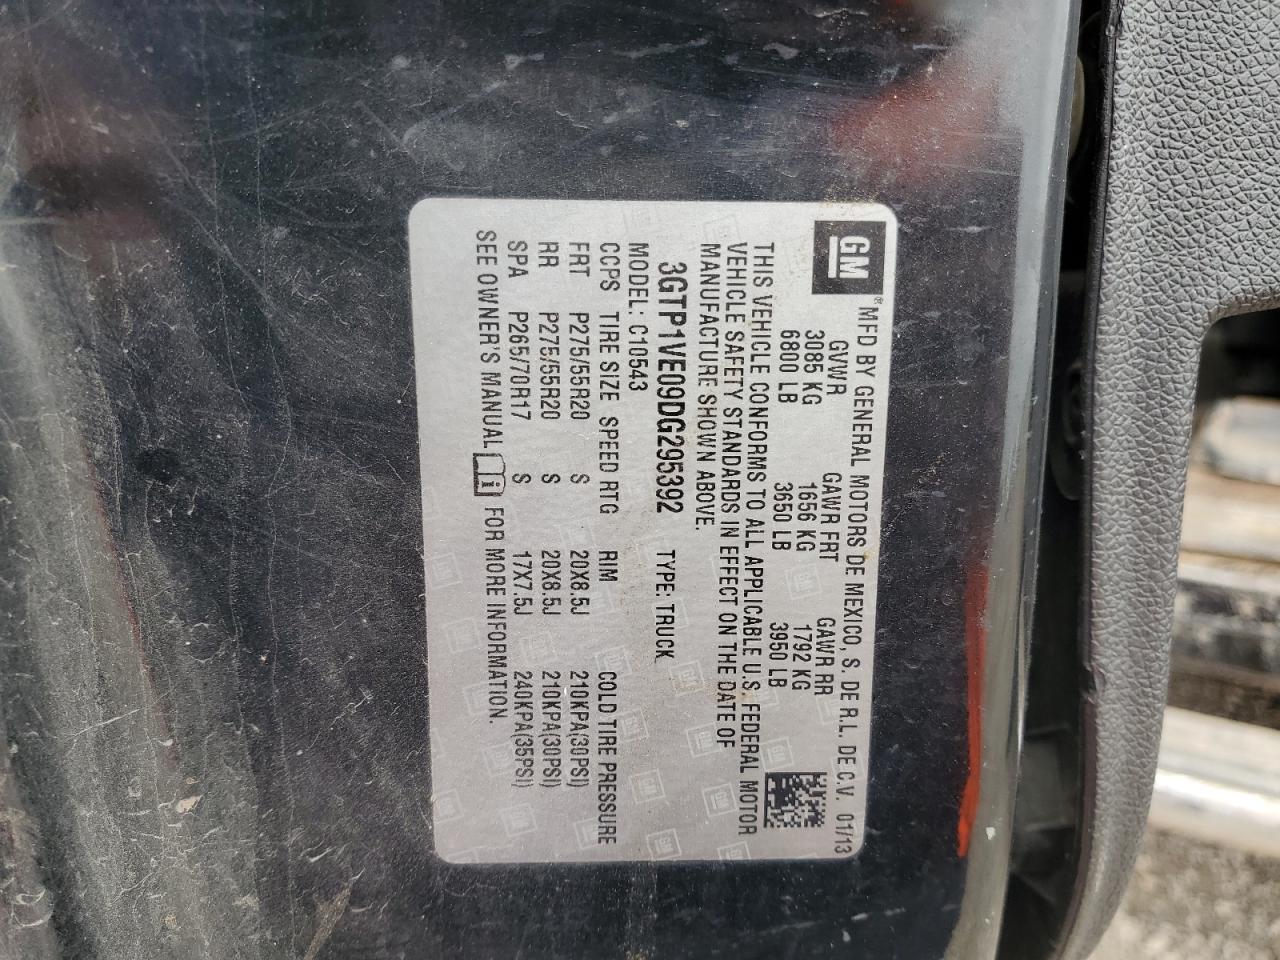 GM
® MFD BY GENERAL MOTORS DE MEXICO, S. DE R.L. DE C.V. 01/13
GVWR GAWR FRT GAWR RR
3085 KG 1656 KG 1792 KG
6800 LB 3650 LB 3950 LB
THIS VEHICLE CONFORMS TO ALL APPLICABLE U.S. FEDERAL MOTOR
VEHICLE SAFETY STANDARDS IN EFFECT ON THE DATE OF
MANUFACTURE SHOWN ABOVE.
3GTP1VE09DG295392 TYPE: TRUCK
MODEL: C10543
CCPS TIRE SIZE SPEED RTG RIM COLD TIRE PRESSURE
FRT P275/55R20 S 20X8.5J 210KPA(30PSI)
RR P275/55R20 S 20X8.5J 210KPA(30PSI)
SPA P265/70R17 S 17X7.5J 240KPA(35PSI)
SEE OWNER'S MANUAL i FOR MORE INFORMATION.